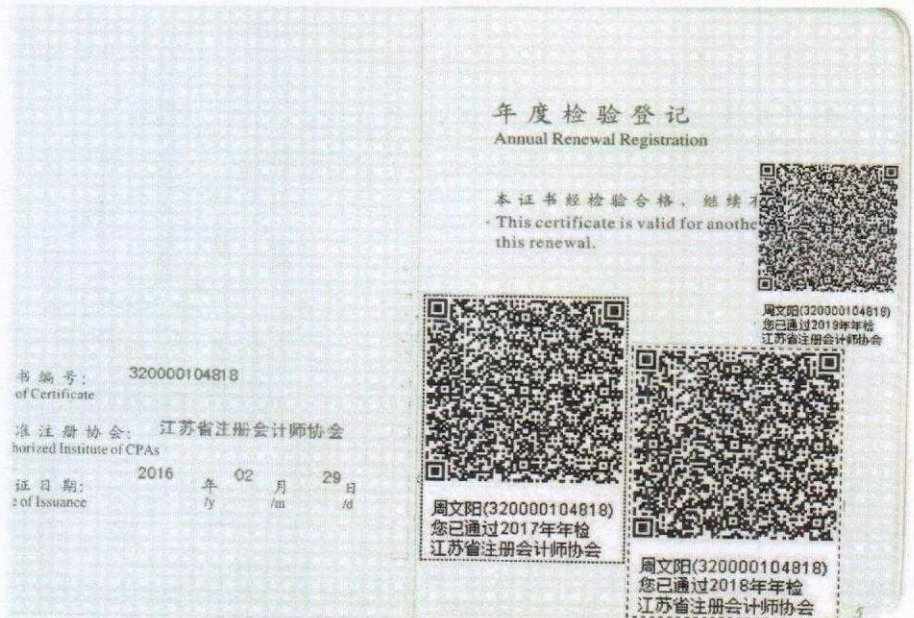 书 编 号: 320000104818
of Certificate
准 注 册 协 会: 江苏省注册会计师协会
horized Institute of CPAs
证 日 期: 2016 年 02 月 29 日
of Issuance /y /m /d
年 度 检 验 登 记
Annual Renewal Registration
本 证 书 经 检 验 合 格 、 继 续
This certificate is valid for anothe
this renewal.
周文阳(320000104818)
您已通过2019年年检
江苏省注册会计师协会
周文阳(320000104818)
您已通过2017年年检
江苏省注册会计师协会
周文阳(320000104818)
您已通过2018年年检
江苏省注册会计师协会
5